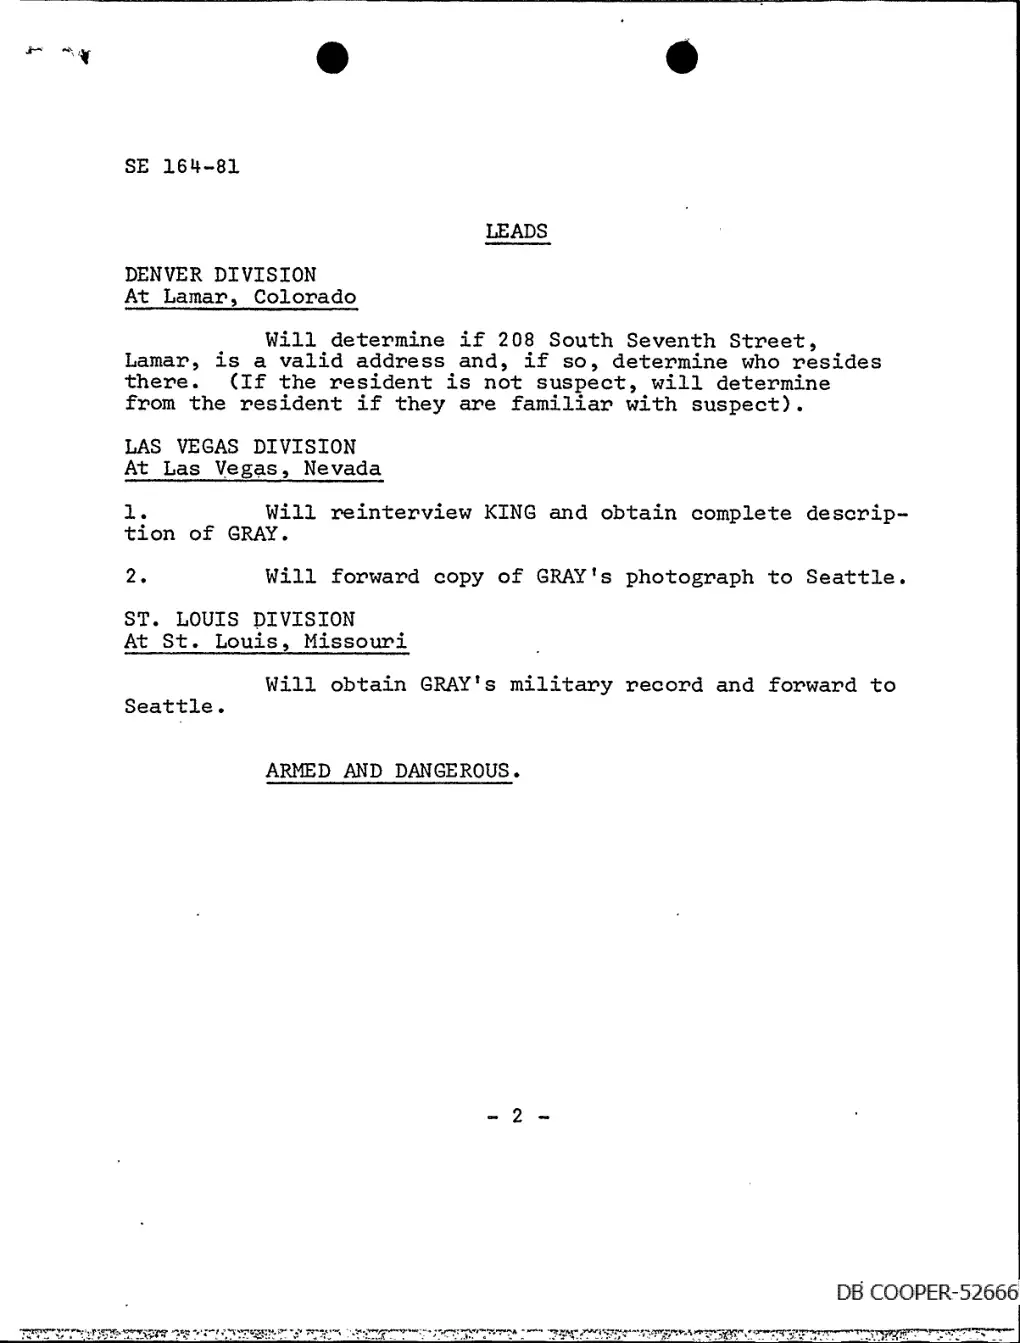 SE 164-81
LEADS
DENVER DIVISION
At Lamar, Colorado
Will determine if 208 South Seventh Street,
Lamar, is a valid address and, if so, determine who resides
there. (If the resident is not suspect, will determine
from the resident if they are familiar with suspect).
LAS VEGAS DIVISION
At Las Vegas, Nevada
1. Will reinterview KING and obtain complete descrip-
tion of GRAY.
2. Will forward copy of GRAY's photograph to Seattle.
ST. LOUIS DIVISION
At St. Louis, Missouri
Will obtain GRAY's military record and forward to
Seattle.
ARMED AND DANGEROUS.
- 2 -
DB COOPER-52666